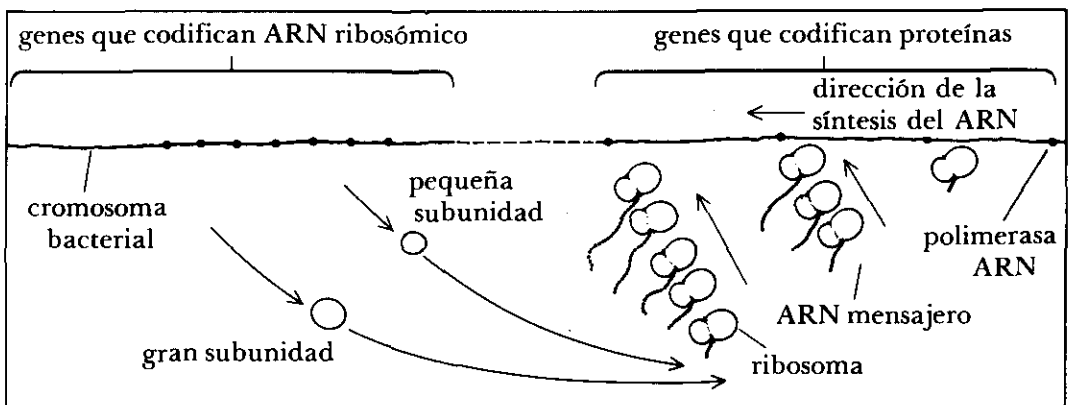 genes que codifican ARN ribosómico
genes que codifican proteínas
dirección de la
síntesis del ARN
cromosoma
bacterial
pequeña
subunidad
gran subunidad
polimerasa
ARN
ARN mensajero
ribosoma